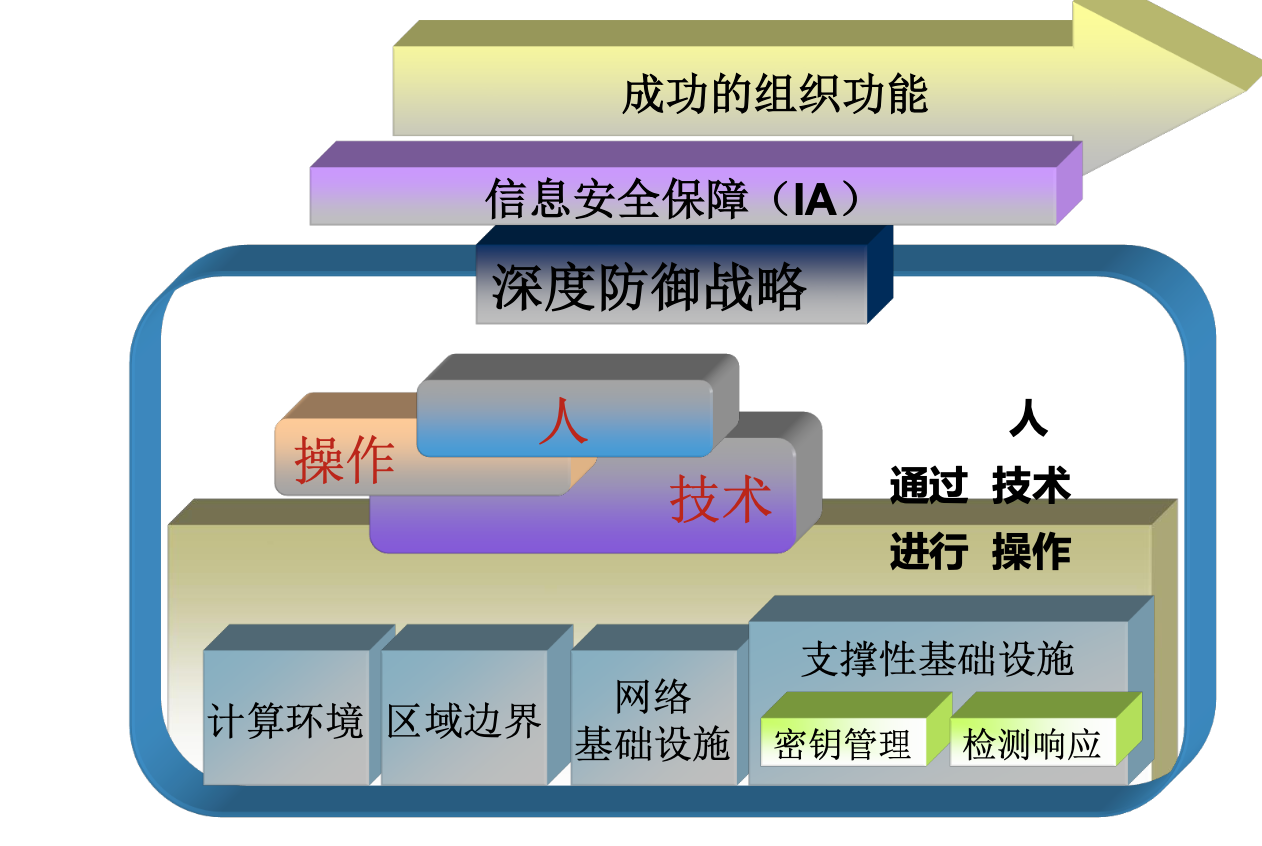 成功的组织功能
信息安全保障（IA）
深度防御战略
人
操作
技术
人
通过 技术
进行 操作
计算环境
区域边界
网络
基础设施
支撑性基础设施
密钥管理
检测响应